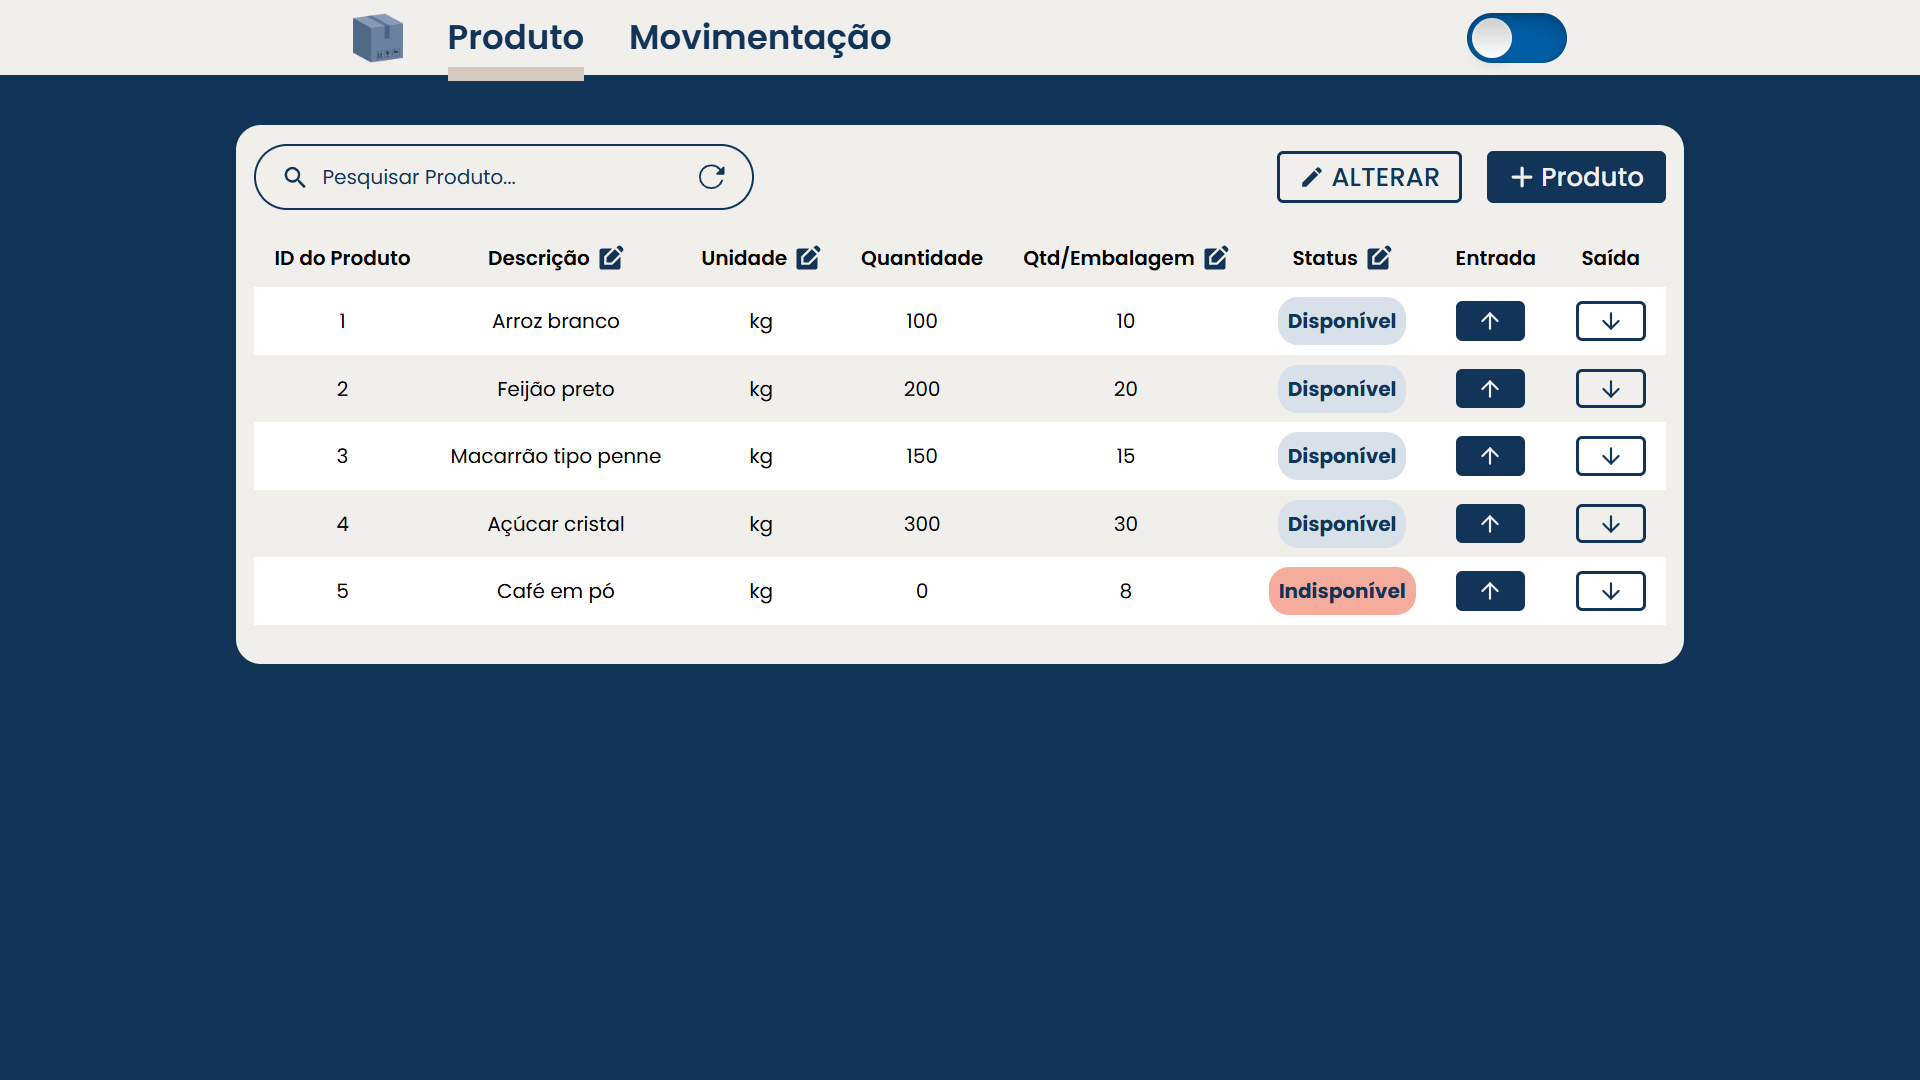 Produto Movimentação
Pesquisar Produto... ALTERAR + Produto
ID do Produto Descrição Unidade Quantidade Qtd/Embalagem Status Entrada Saída
1 Arroz branco kg 100 10 Disponível
2 Feijão preto kg 200 20 Disponível
3 Macarrão tipo penne kg 150 15 Disponível
4 Açúcar cristal kg 300 30 Disponível
5 Café em pó kg 0 8 Indisponível